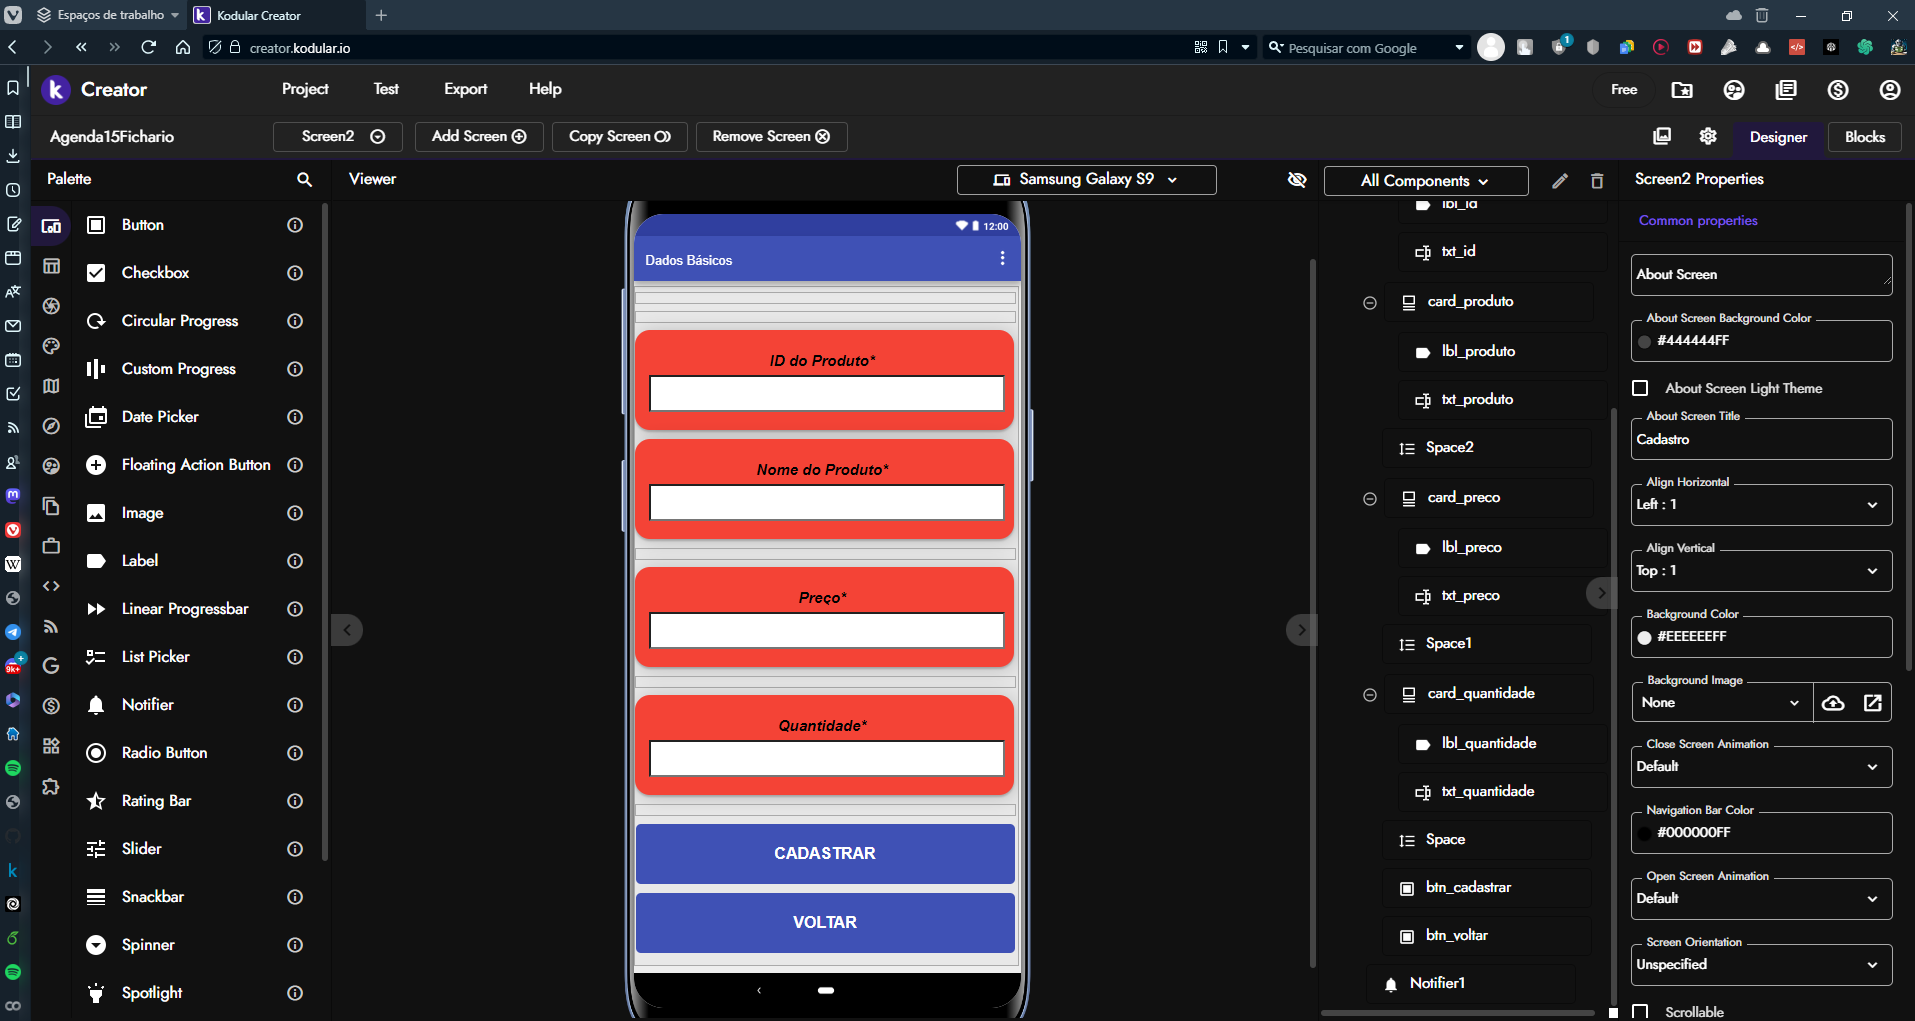 Espaços de trabalho
Kodular Creator
creator.kodular.io
Pesquisar com Google
1
Creator
Project
Test
Export
Help
Free
Agenda15Fichario
Screen2
Add Screen
Copy Screen
Remove Screen
Designer
Blocks
Palette
Viewer
Samsung Galaxy S9
All Components
Screen2 Properties
Button
Checkbox
Circular Progress
Custom Progress
Date Picker
Floating Action Button
Image
Label
Linear Progressbar
List Picker
Notifier
Radio Button
Rating Bar
Slider
Snackbar
Spinner
Spotlight
9k+
12:00
Dados Básicos
ID do Produto*
Nome do Produto*
Preço*
Quantidade*
CADASTRAR
VOLTAR
lbl_id
txt_id
card_produto
lbl_produto
txt_produto
Space2
card_preco
lbl_preco
txt_preco
Space1
card_quantidade
lbl_quantidade
txt_quantidade
Space
btn_cadastrar
btn_voltar
Notifier1
Common properties
About Screen
About Screen Background Color
#444444FF
About Screen Light Theme
About Screen Title
Cadastro
Align Horizontal
Left : 1
Align Vertical
Top : 1
Background Color
#EEEEEEFF
Background Image
None
Close Screen Animation
Default
Navigation Bar Color
#000000FF
Open Screen Animation
Default
Screen Orientation
Unspecified
Scrollable